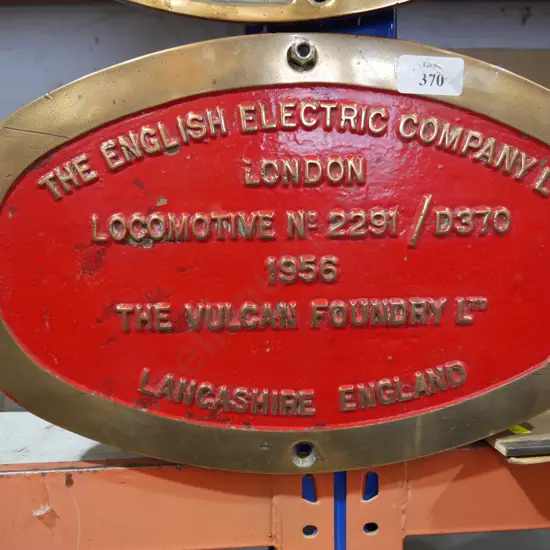 370
THE ENGLISH ELECTRIC COMPANY L
LONDON
LOCOMOTIVE Nº 2291 / D370
1956
THE VULCAN FOUNDRY LTD
LANCASHIRE ENGLAND